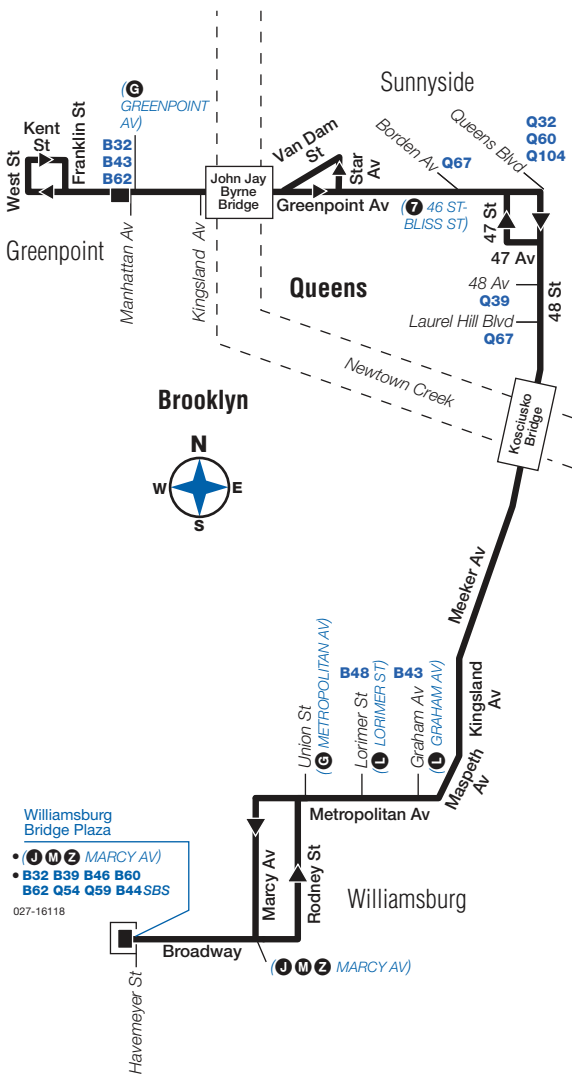 Sunnyside
(G
GREENPOINT
AV)
Kent
St
Franklin St
West St
B32
B43
B62
Van Dam
St
Star
Av
Borden Av
Q67
Queens Blvd
Q32
Q60
Q104
John Jay
Byrne
Bridge
Greenpoint Av
(7 46 ST-
BLISS ST)
47 St
47 Av
Greenpoint
Manhattan Av
Kingsland Av
Queens
48 Av
Q39
48 St
Laurel Hill Blvd
Q67
Newtown Creek
Kosciusko
Bridge
Brooklyn
N
W
E
S
Meeker Av
Kingsland
Av
Maspeth
Av
Union St
(G METROPOLITAN AV)
B48
Lorimer St
(L LORIMER ST)
B43
Graham Av
(L GRAHAM AV)
Metropolitan Av
Williamsburg
Bridge Plaza
• (J M Z MARCY AV)
• B32 B39 B46 B60
B62 Q54 Q59 B44SBS
027-16118
Marcy Av
Rodney St
Williamsburg
Broadway
(J M Z MARCY AV)
Havemeyer St